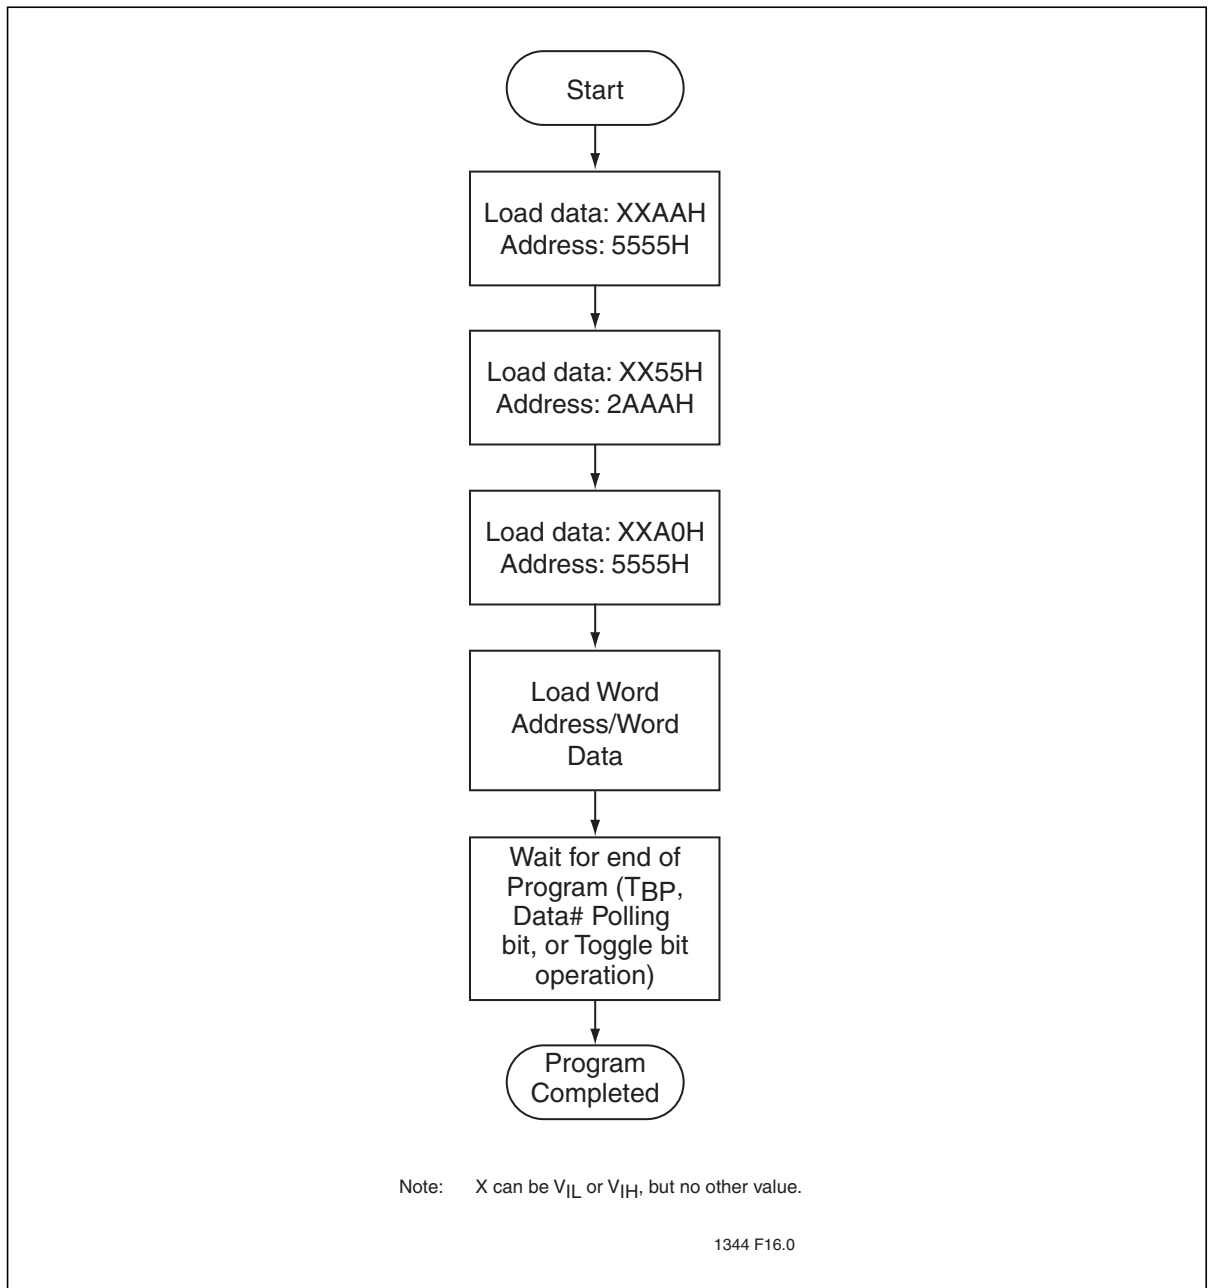 Start
Load data: XXAAH
Address: 5555H
Load data: XX55H
Address: 2AAAH
Load data: XXA0H
Address: 5555H
Load Word
Address/Word
Data
Wait for end of
Program (TBP,
Data# Polling
bit, or Toggle bit
operation)
Program
Completed
Note: X can be VIL or VIH, but no other value.
1344 F16.0